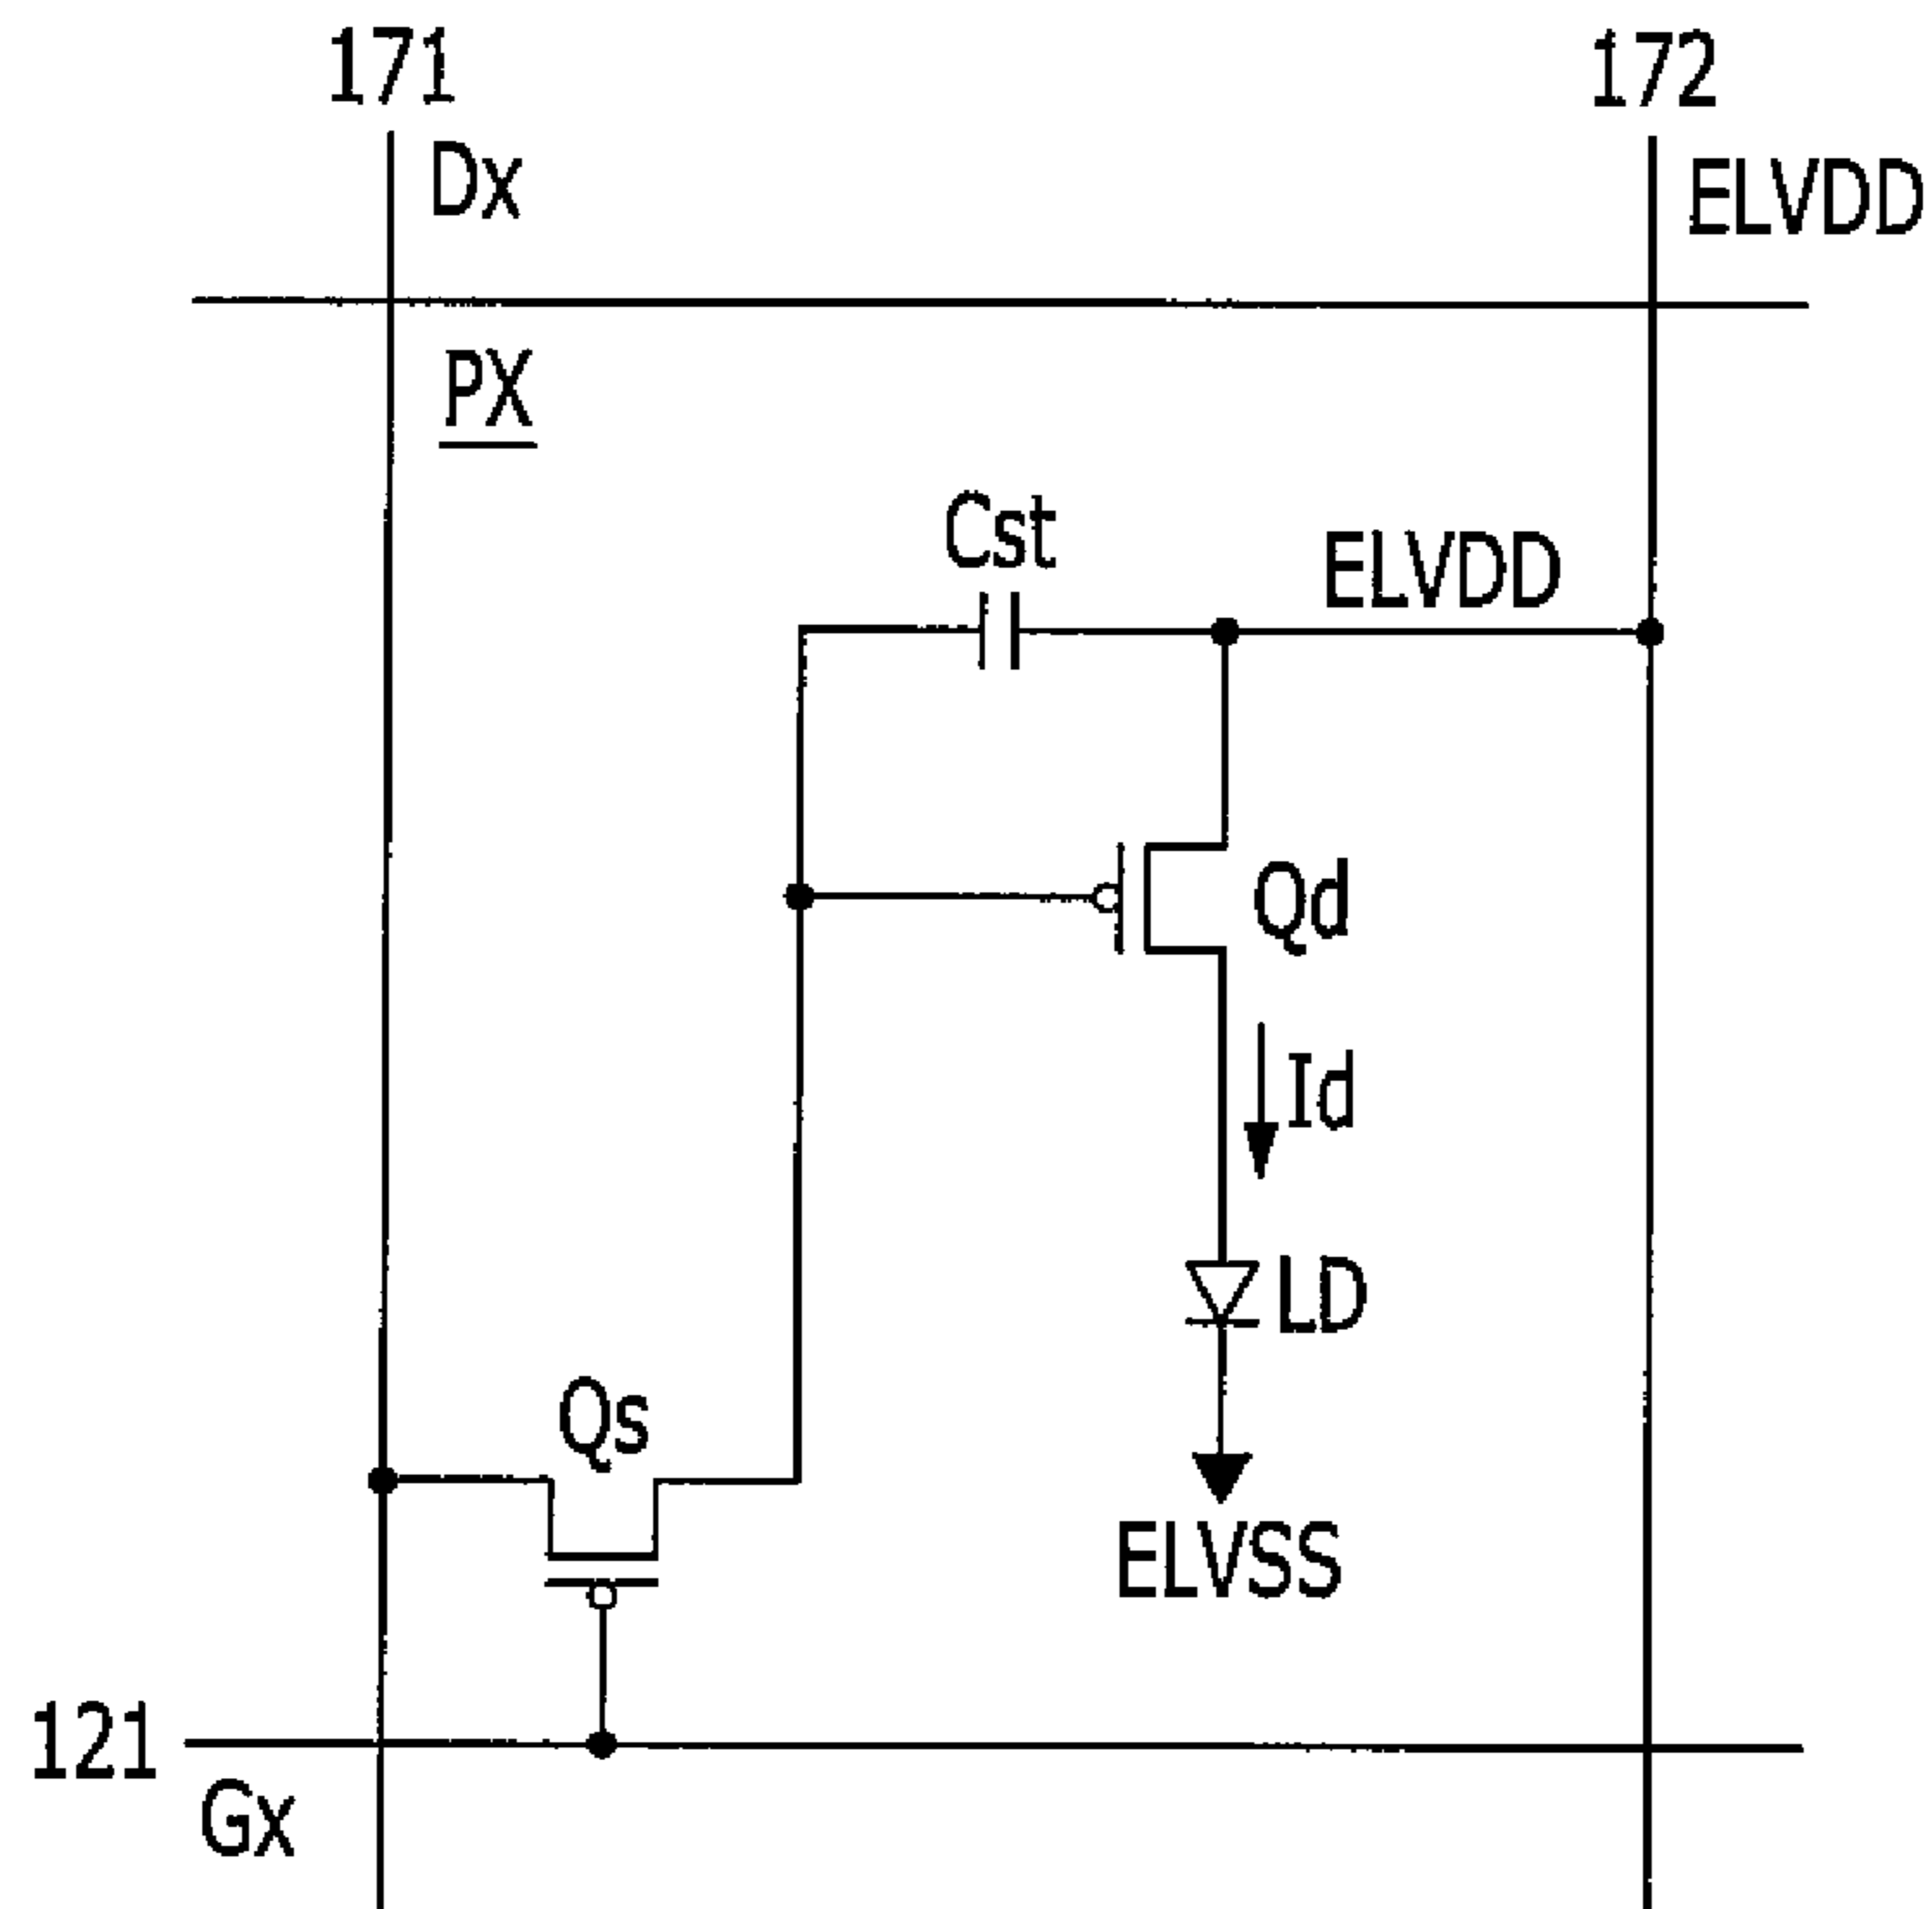 171
172
Dx
ELVDD
PX
Cst
ELVDD
Qd
Id
LD
Qs
ELVSS
121
Gx